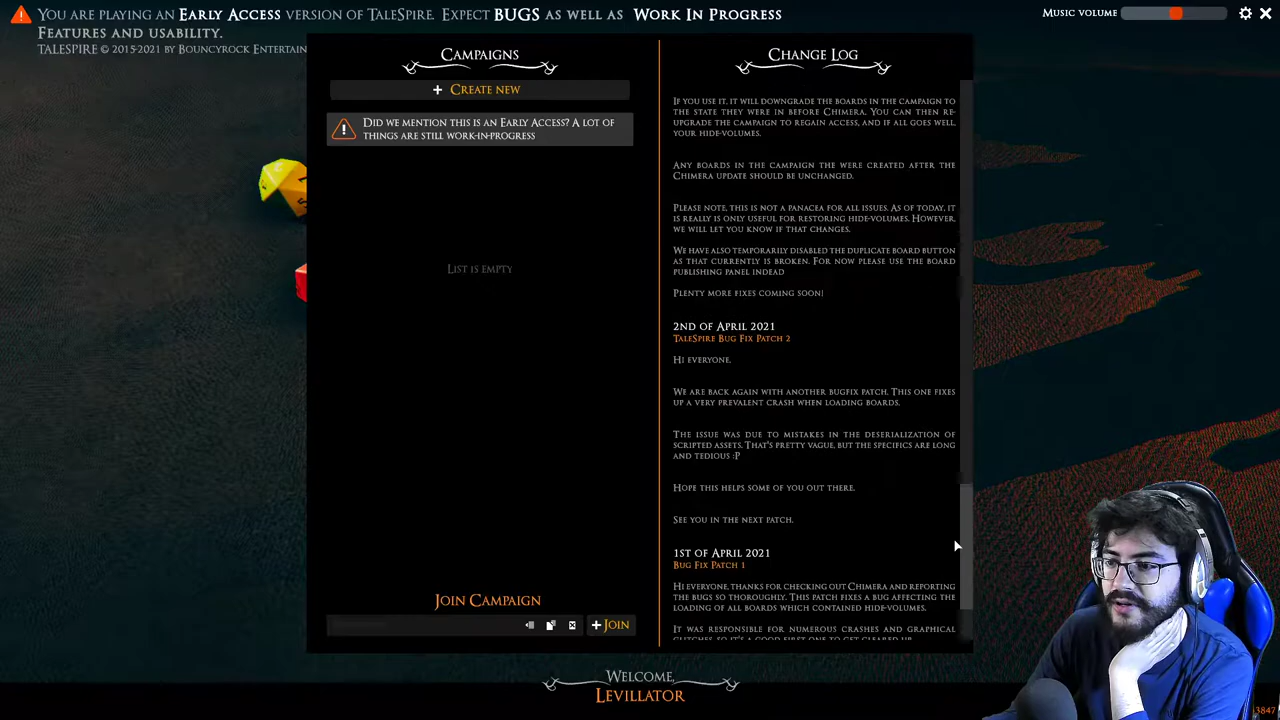 You are playing an Early Access version of TaleSpire. Expect BUGS as well as Work In Progress
Features and usability.
TaleSpire © 2015-2021 by Bouncyrock Entertain
Music volume
Campaigns
+ Create new
Did we mention this is an Early Access? A lot of
things are still work-in-progress
List is empty
Join Campaign
+ Join
Change Log
If you use it, it will downgrade the boards in the campaign to
the state they were in before Chimera. You can then re-
upgrade the campaign to regain access, and if all goes well,
your hide-volumes.
Any boards in the campaign the were created after the
Chimera update should be unchanged.
Please note, this is not a panacea for all issues. As of today, it
is really is only useful for restoring hide-volumes. However,
we will let you know if that changes.
We have also temporarily disabled the duplicate board button
as that currently is broken. For now please use the board
publishing panel indead
Plenty more fixes coming soon!
2nd of April 2021
TaleSpire Bug Fix Patch 2
Hi everyone,
We are back again with another bugfix patch. This one fixes
up a very prevalent crash when loading boards.
The issue was due to mistakes in the deserialization of
scripted assets. That's pretty vague, but the specifics are long
and tedious :P
Hope this helps some of you out there.
See you in the next patch.
1st of April 2021
Bug Fix Patch 1
Hi everyone, thanks for checking out Chimera and reporting
the bugs so thoroughly. This patch fixes a bug affecting the
loading of all boards which contained hide-volumes.
It was responsible for numerous crashes and graphical
glitches, so it's a good first one to get cleared up
Welcome,
Levillator
3847